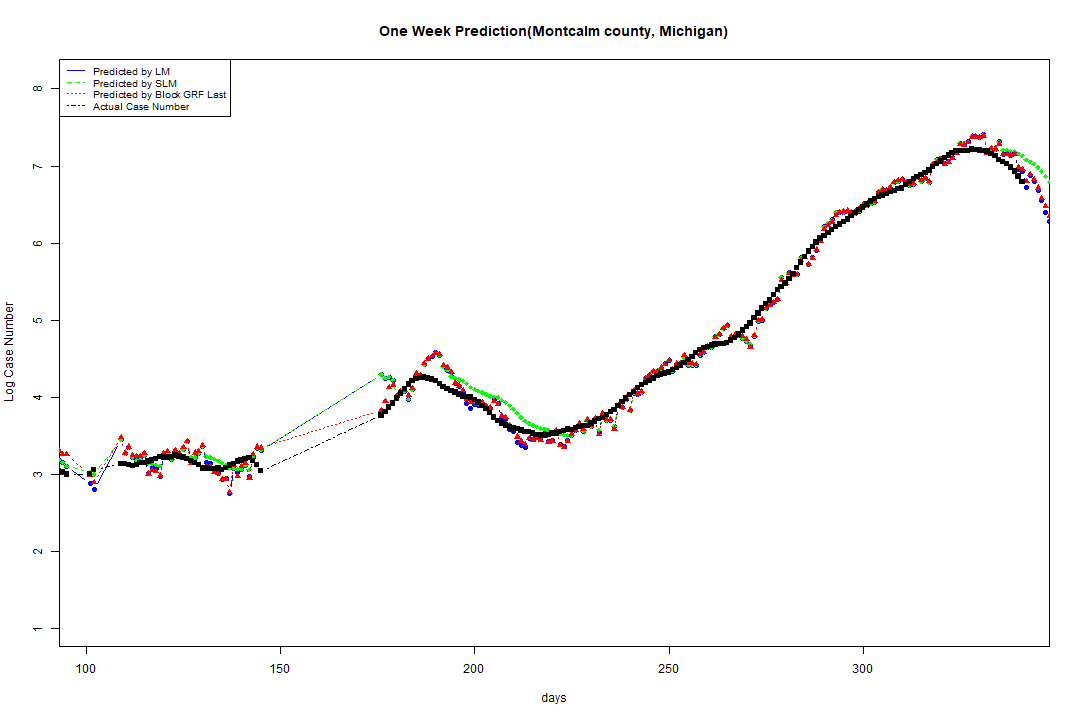 One Week Prediction(Montcalm county, Michigan)
Predicted by LM
Predicted by SLM
Predicted by Block GRF Last
Actual Case Number
Log Case Number
8
7
6
5
4
3
2
1
100 150 200 250 300
days